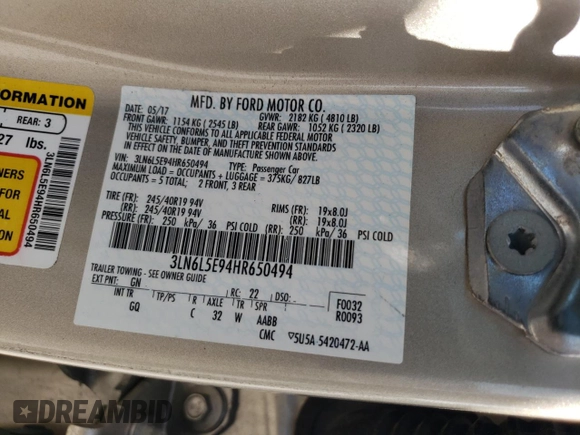 ORMATION
REAR: 3
27 lbs.
3LN6L5E94HR650494
NERS
MFD. BY FORD MOTOR CO.
DATE: 05/17 GVWR: 2182 KG ( 4810 LB)
FRONT GAWR: 1154 KG ( 2545 LB) REAR GAWR: 1052 KG ( 2320 LB)
THIS VEHICLE CONFORMS TO ALL APPLICABLE FEDERAL MOTOR
VEHICLE SAFETY, BUMPER, AND THEFT PREVENTION STANDARDS
IN EFFECT ON THE DATE OF MANUFACTURE SHOWN ABOVE.
VIN: 3LN6L5E94HR650494
TYPE: Passenger Car
MAXIMUM LOAD = OCCUPANTS + LUGGAGE = 375KG/ 827LB
OCCUPANTS = 5 TOTAL; 2 FRONT, 3 REAR
TIRE (FR): 245/40R19 94V RIMS (FR): 19x8.0J
(RR): 245/40R19 94V (RR): 19x8.0J
PRESSURE (FR): 250 kPa/ 36 PSI COLD (RR): 250 kPa/ 36 PSI COLD
3LN6L5E94HR650494
TRAILER TOWING - SEE OWNER GUIDE
EXT PNT: GN RC: 22 DSO: F0032
INT TR TP/PS R AXLE TR SPR R0093
GQ C 32 W AABB
CMC 5U5A 5420472-AA
DREAMBID